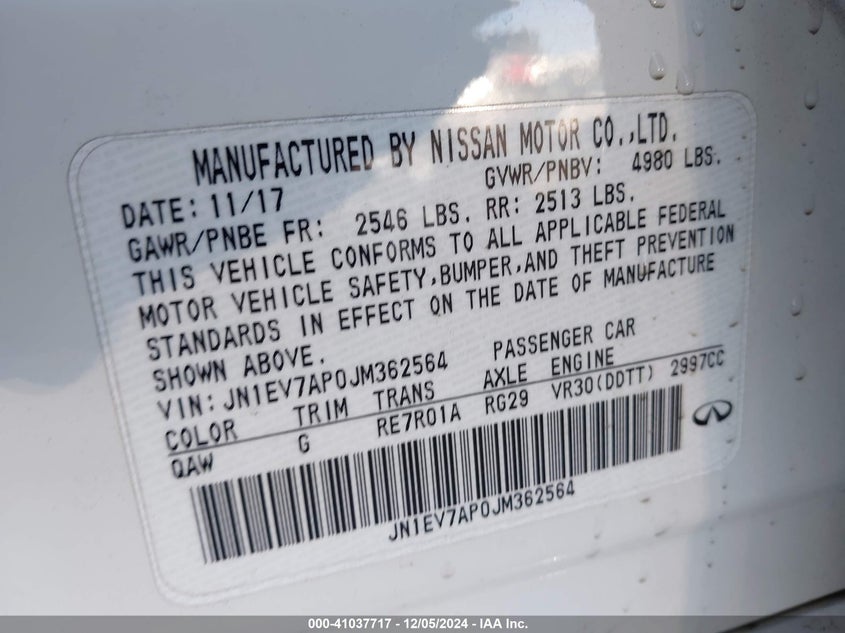 MANUFACTURED BY NISSAN MOTOR CO.,LTD.
DATE: 11/17 GVWR/PNBV: 4980 LBS.
GAWR/PNBE FR: 2546 LBS. RR: 2513 LBS.
THIS VEHICLE CONFORMS TO ALL APPLICABLE FEDERAL
MOTOR VEHICLE SAFETY,BUMPER,AND THEFT PREVENTION
STANDARDS IN EFFECT ON THE DATE OF MANUFACTURE
SHOWN ABOVE.
VIN: JN1EV7AP0JM362564 PASSENGER CAR
COLOR TRIM TRANS AXLE ENGINE
QAW G RE7R01A RG29 VR30(DDTT) 2997CC
JN1EV7AP0JM362564
000-41037717 - 12/05/2024 - IAA Inc.